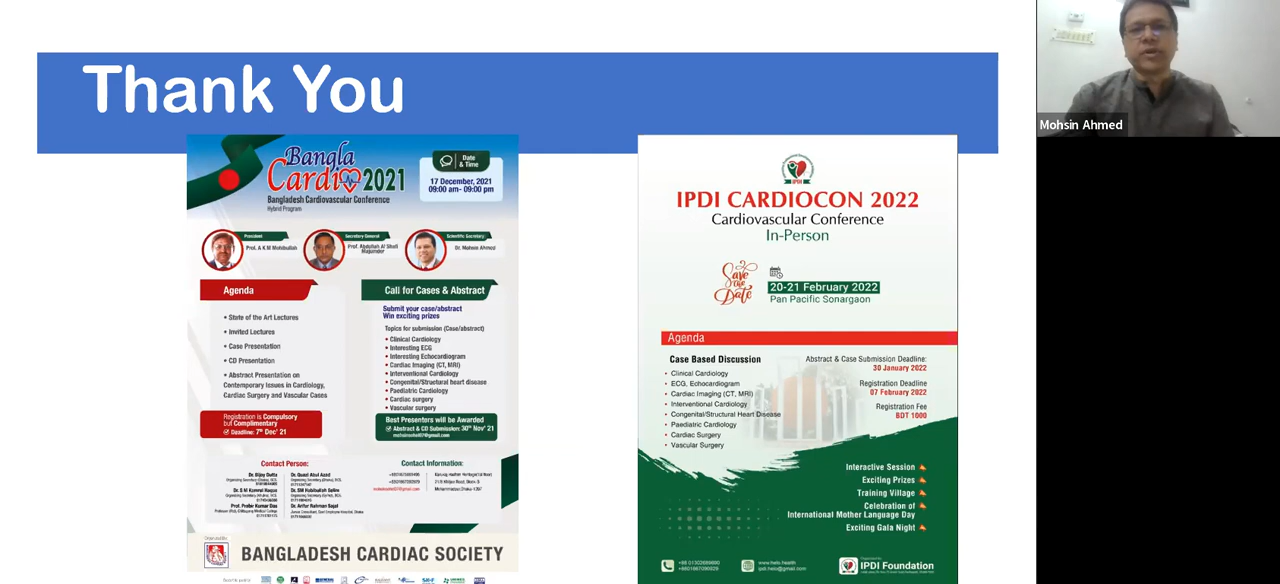 Thank You
Mohsin Ahmed
Bangla
Cardi 2021
Bangladesh Cardiovascular Conference
Hybrid Program
Date
& Time
17 December, 2021
09:00 am- 09:00 pm
President
Prof. A K M Mohibullah
Secretary General
Prof. Abdullah Al Shafi
Majumder
Scientific Secretary
Dr. Mohsin Ahmed
Agenda
• State of the Art Lectures
• Invited Lectures
• Case Presentation
• CD Presentation
• Abstract Presentation on
Contemporary Issues in Cardiology,
Cardiac Surgery and Vascular Cases
Registration is Compulsory
but Complimentary
Deadline: 7th Dec' 21
Call for Cases & Abstract
Submit your case/abstract
Win exciting prizes
Topics for submission (Case/abstract)
• Clinical Cardiology
• Interesting ECG
• Interesting Echocardiogram
• Cardiac Imaging (CT, MRI)
• Interventional Cardiology
• Congenital/Structural heart disease
• Paediatric Cardiology
• Cardiac surgery
• Vascular surgery
Best Presentors will be Awarded
Abstract & CD Submission: 30th Nov' 21
Contact Person:
Contact Information:
BANGLADESH CARDIAC SOCIETY
IPDI
IPDI CARDIOCON 2022
Cardiovascular Conference
In-Person
Save
the
Date
20-21 February 2022
Pan Pacific Sonargaon
Agenda
Case Based Discussion
• Clinical Cardiology
• ECG, Echocardiogram
• Cardiac Imaging (CT, MRI)
• Interventional Cardiology
• Congenital/Structural Heart Disease
• Paediatric Cardiology
• Cardiac Surgery
• Vascular Surgery
Abstract & Case Submission Deadline:
30 January 2022
Registration Deadline
07 February 2022
Registration Fee
BDT 1000
Interactive Session
Exciting Prizes
Training Village
Celebration of
International Mother Language Day
Exciting Gala Night
IPDI Foundation